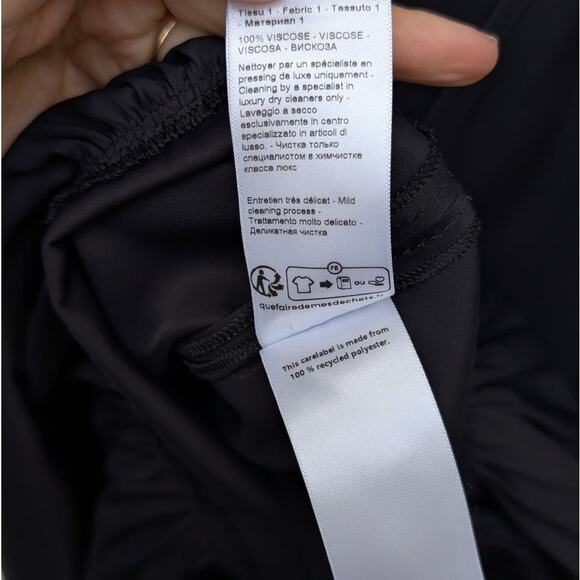 Tissu 1 - Fabric 1 - Tessuto 1
- Материал 1
100% VISCOSE - VISCOSE -
VISCOSA - ВИСКОЗА
Nettoyer par un spécialiste en
pressing de luxe uniquement -
Cleaning by a specialist in
luxury dry cleaners only -
Lavaggio a secco
esclusivamente in centro
specializzato in articoli di
lusso. - Чистка только
специалистом в химчистке
класса люкс
Entretien très délicat - Mild
cleaning process -
Trattamento molto delicato -
Деликатная чистка
FR
ou
quefairedemesdechets.fr
This carelabel is made from
100 % recycled polyester.